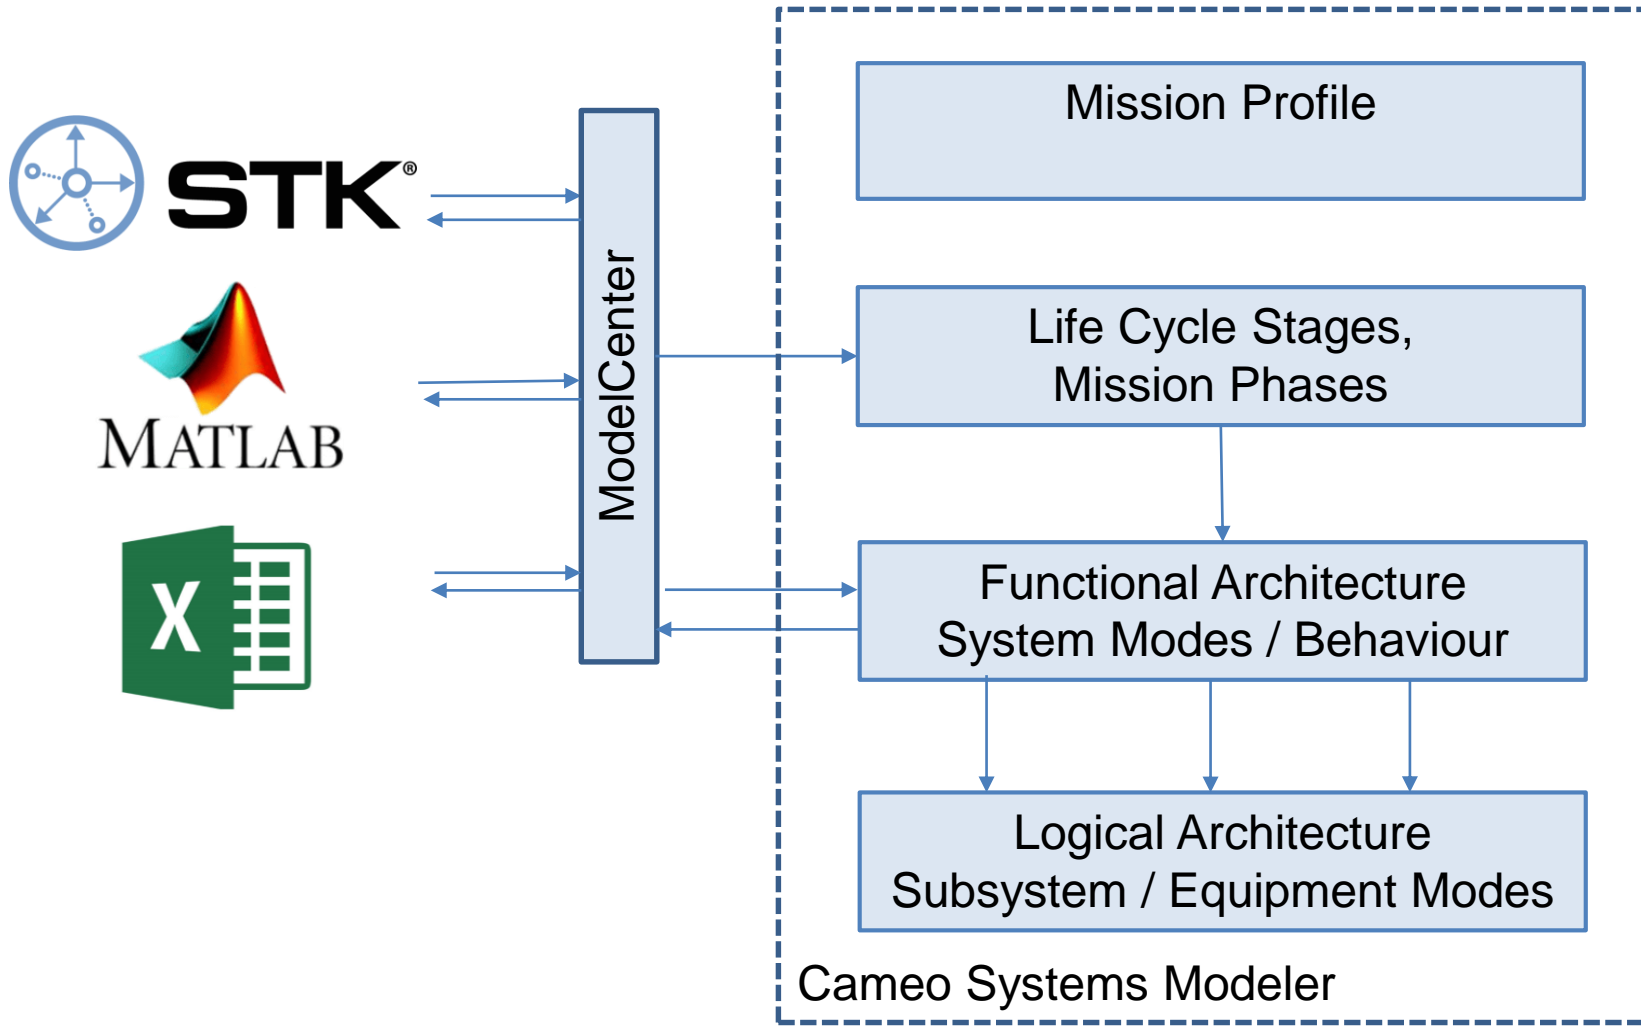 STK®
MATLAB
X
ModelCenter
Mission Profile
Life Cycle Stages,
Mission Phases
Functional Architecture
System Modes / Behaviour
Logical Architecture
Subsystem / Equipment Modes
Cameo Systems Modeler